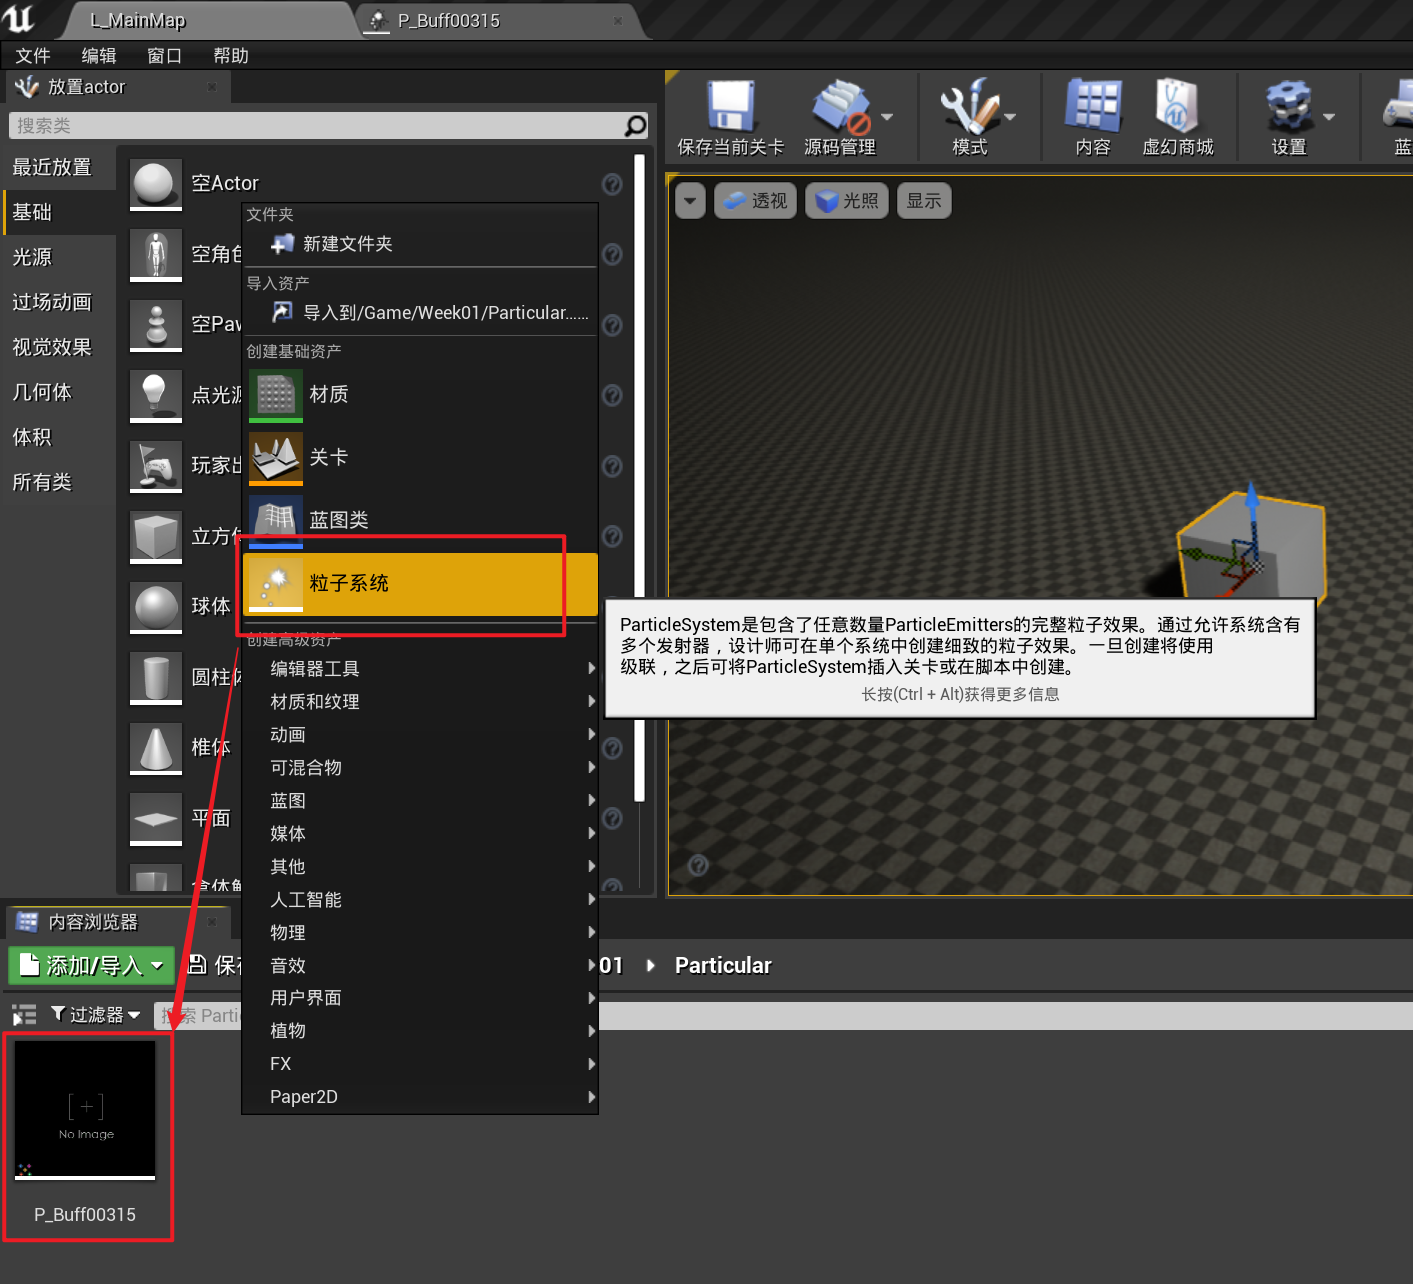 L_MainMap
P_Buff00315
文件 编辑 窗口 帮助
放置actor
搜索类
最近放置
基础
光源
过场动画
视觉效果
几何体
体积
所有类
空Actor
空角色
空Paw
点光源
玩家出
立方体
球体
圆柱体
椎体
平面
盒体触
文件夹
新建文件夹
导入资产
导入到/Game/Week01/Particular......
创建基础资产
材质
关卡
蓝图类
粒子系统
创建高级资产
编辑器工具
材质和纹理
动画
可混合物
蓝图
媒体
其他
人工智能
物理
音效
用户界面
植物
FX
Paper2D
保存当前关卡
源码管理
模式
内容
虚幻商城
设置
蓝
透视
光照
显示
ParticleSystem是包含了任意数量ParticleEmitters的完整粒子效果。通过允许系统含有
多个发射器，设计师可在单个系统中创建细致的粒子效果。一旦创建将使用
级联，之后可将ParticleSystem插入关卡或在脚本中创建。
长按(Ctrl + Alt)获得更多信息
内容浏览器
添加/导入
保存
01
Particular
过滤器
搜索 Parti
No Image
P_Buff00315